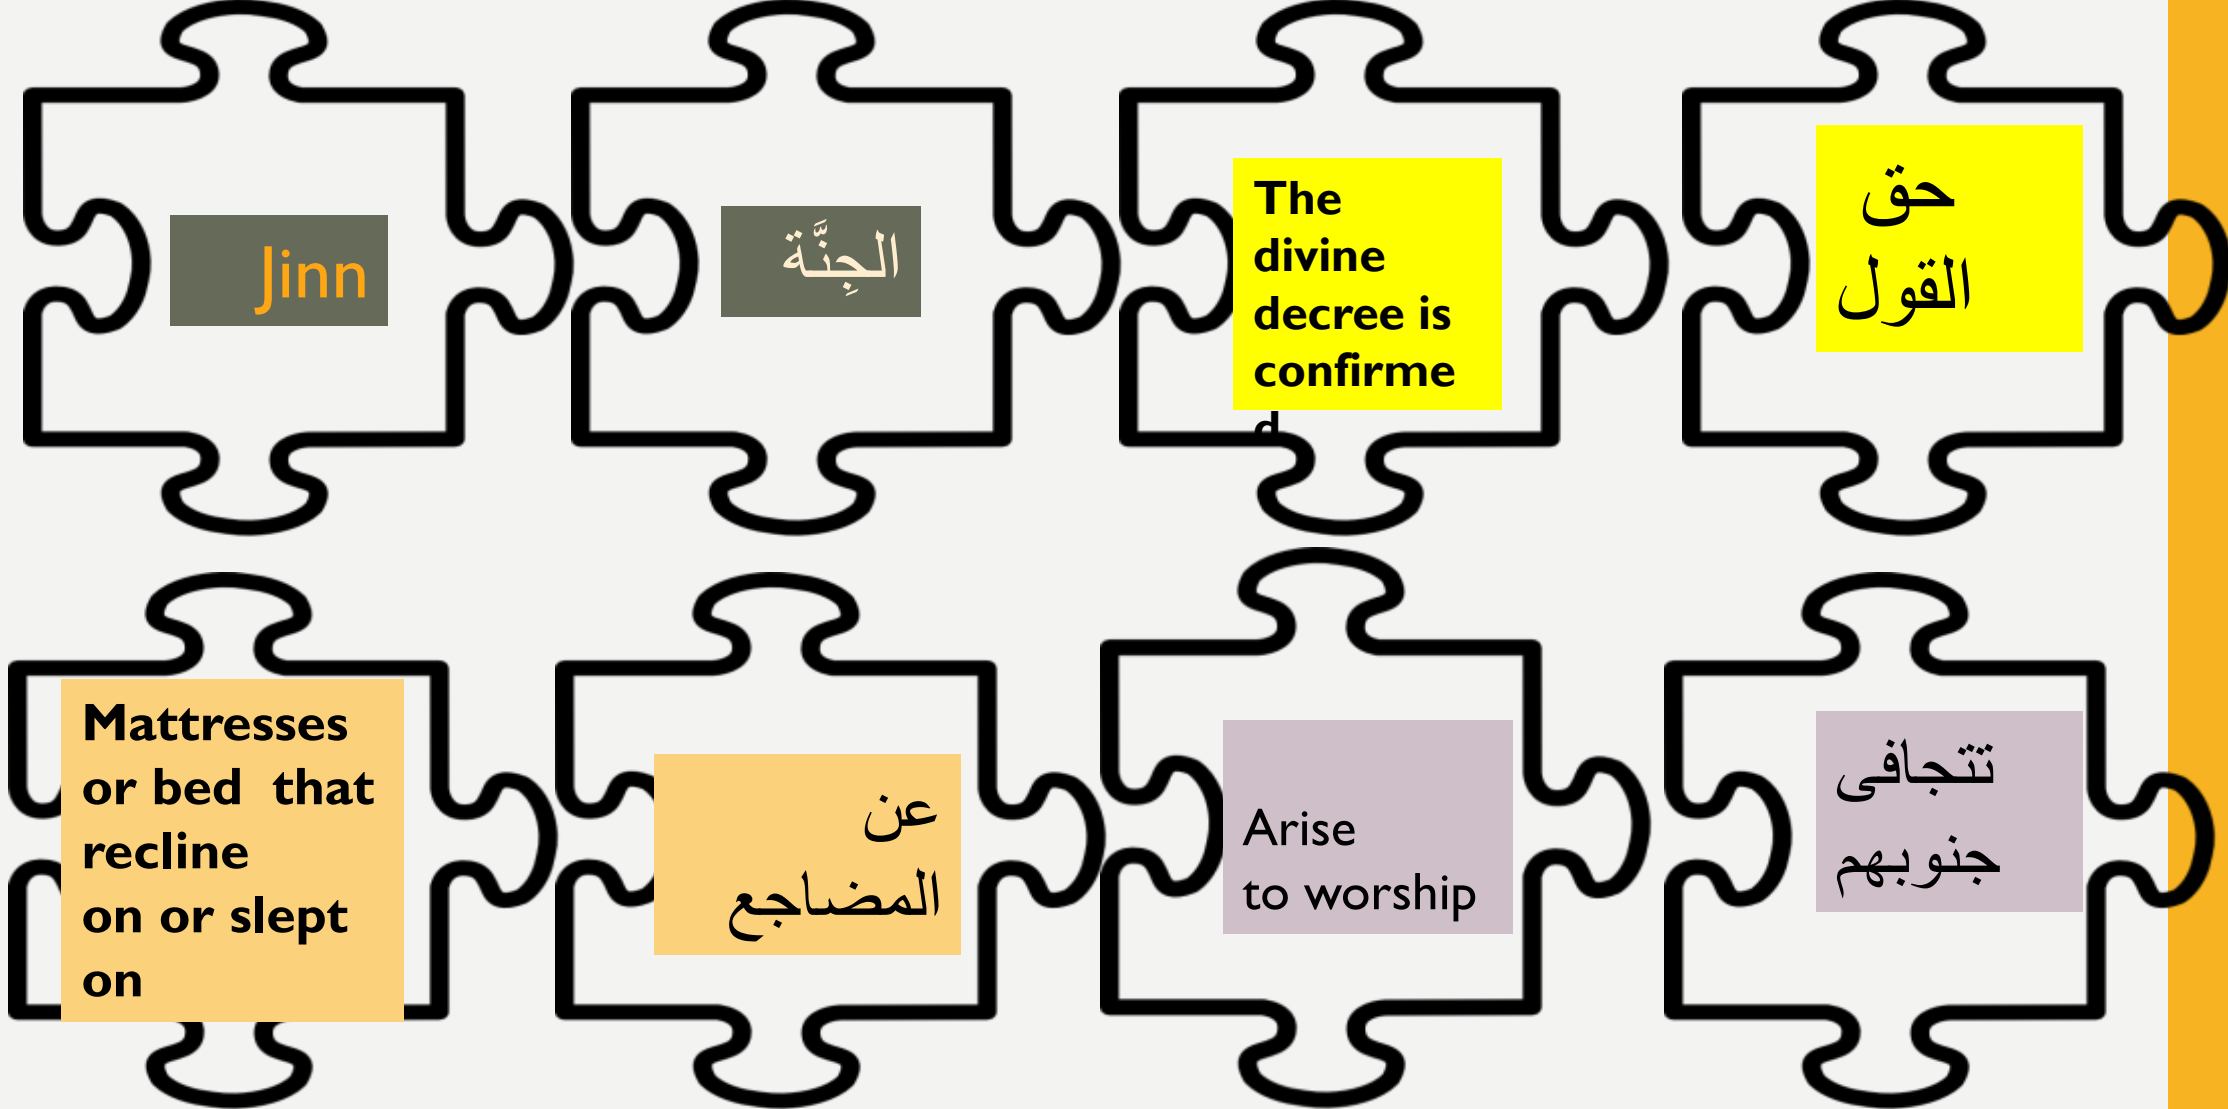 Jinn
الجِنَّة
The
divine
decree is
confirme
d
حق
القول
Mattresses
or bed that
recline
on or slept
on
عن
المضاجع
Arise
to worship
تتجافى
جنوبهم